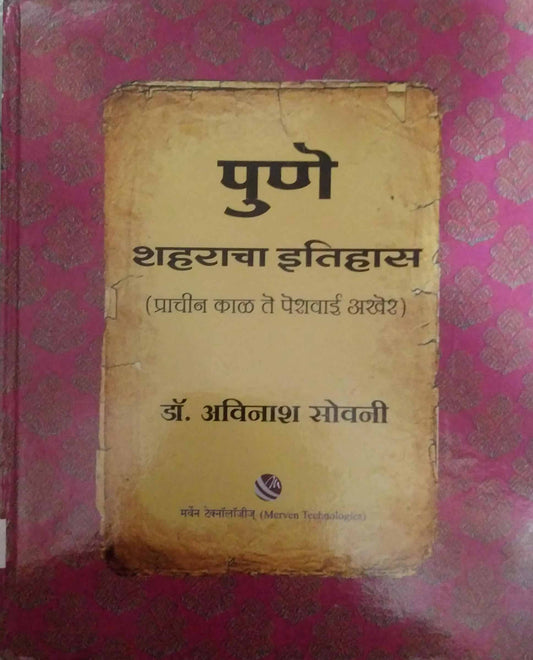 पुणे
शहराचा इतिहास
(प्राचीन काळ ते पेशवाई अखेर)
डॉ. अविनाश सोवनी
मर्वेन टेक्नॉलॉजीज् (Merven Technologies)